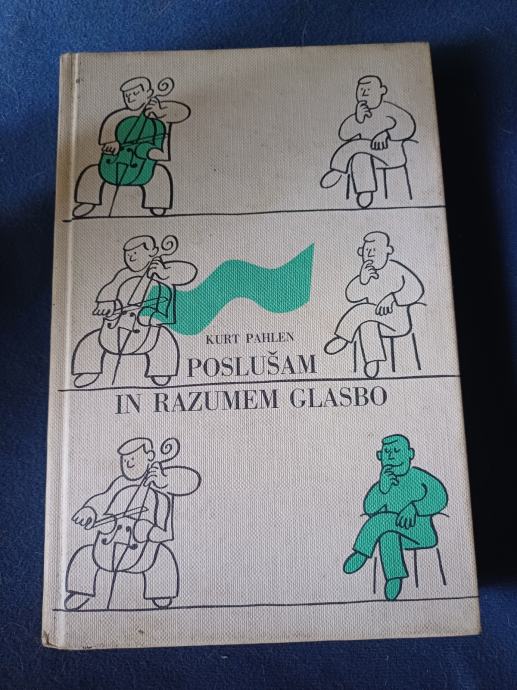 KURT PAHLEN
POSLUŠAM
IN RAZUMEM GLASBO